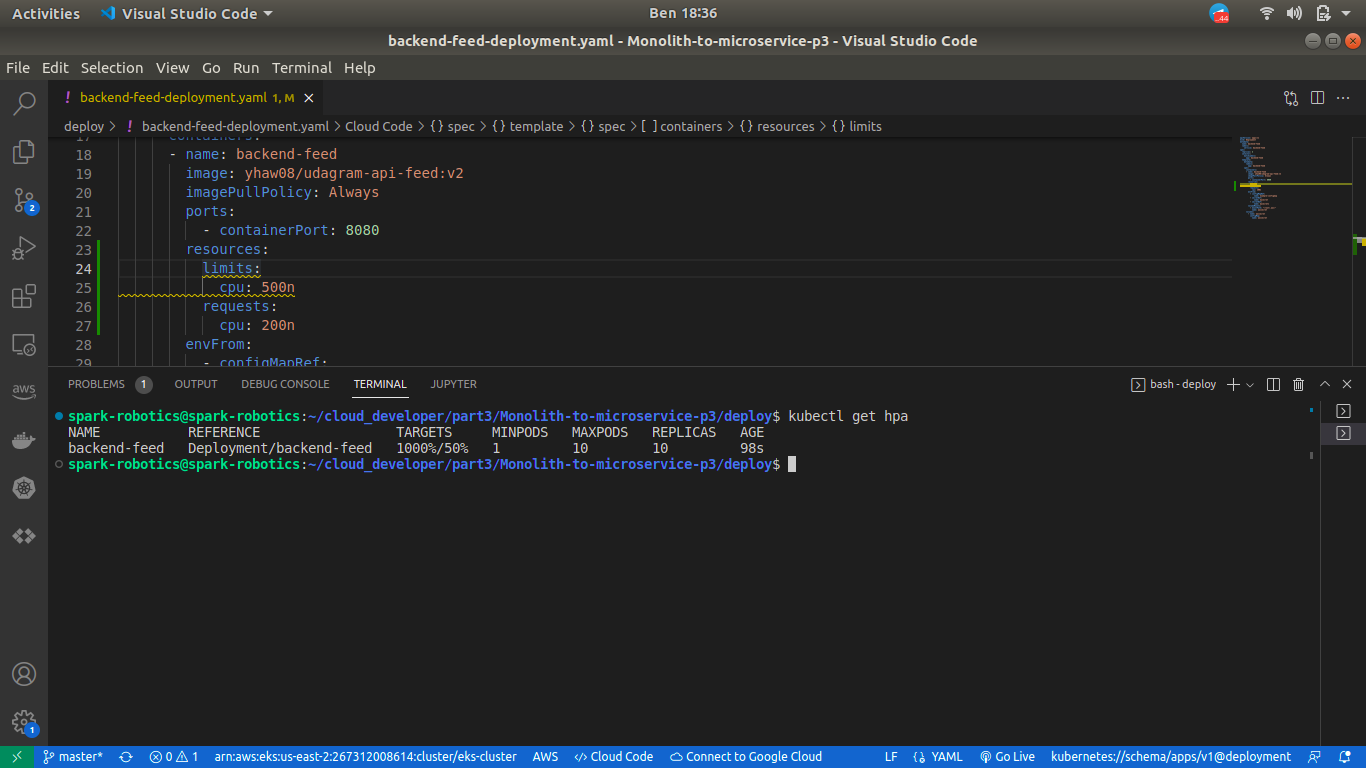 Activities Visual Studio Code Ben 18:36 44
backend-feed-deployment.yaml - Monolith-to-microservice-p3 - Visual Studio Code
File Edit Selection View Go Run Terminal Help
! backend-feed-deployment.yaml 1, M
deploy > ! backend-feed-deployment.yaml > Cloud Code > {} spec > {} template > {} spec > [ ] containers > {} resources > {} limits
17 containers:
18 - name: backend-feed
19 image: yhaw08/udagram-api-feed:v2
20 imagePullPolicy: Always
21 ports:
22 - containerPort: 8080
23 resources:
24 limits:
25 cpu: 500n
26 requests:
27 cpu: 200n
28 envFrom:
29 - configMapRef:
2
aws
1
PROBLEMS 1 OUTPUT DEBUG CONSOLE TERMINAL JUPYTER bash - deploy
spark-robotics@spark-robotics:~/cloud_developer/part3/Monolith-to-microservice-p3/deploy$ kubectl get hpa
NAME REFERENCE TARGETS MINPODS MAXPODS REPLICAS AGE
backend-feed Deployment/backend-feed 1000%/50% 1 10 10 98s
spark-robotics@spark-robotics:~/cloud_developer/part3/Monolith-to-microservice-p3/deploy$
master* 0 1 arn:aws:eks:us-east-2:267312008614:cluster/eks-cluster AWS Cloud Code Connect to Google Cloud LF {} YAML Go Live kubernetes://schema/apps/v1@deployment